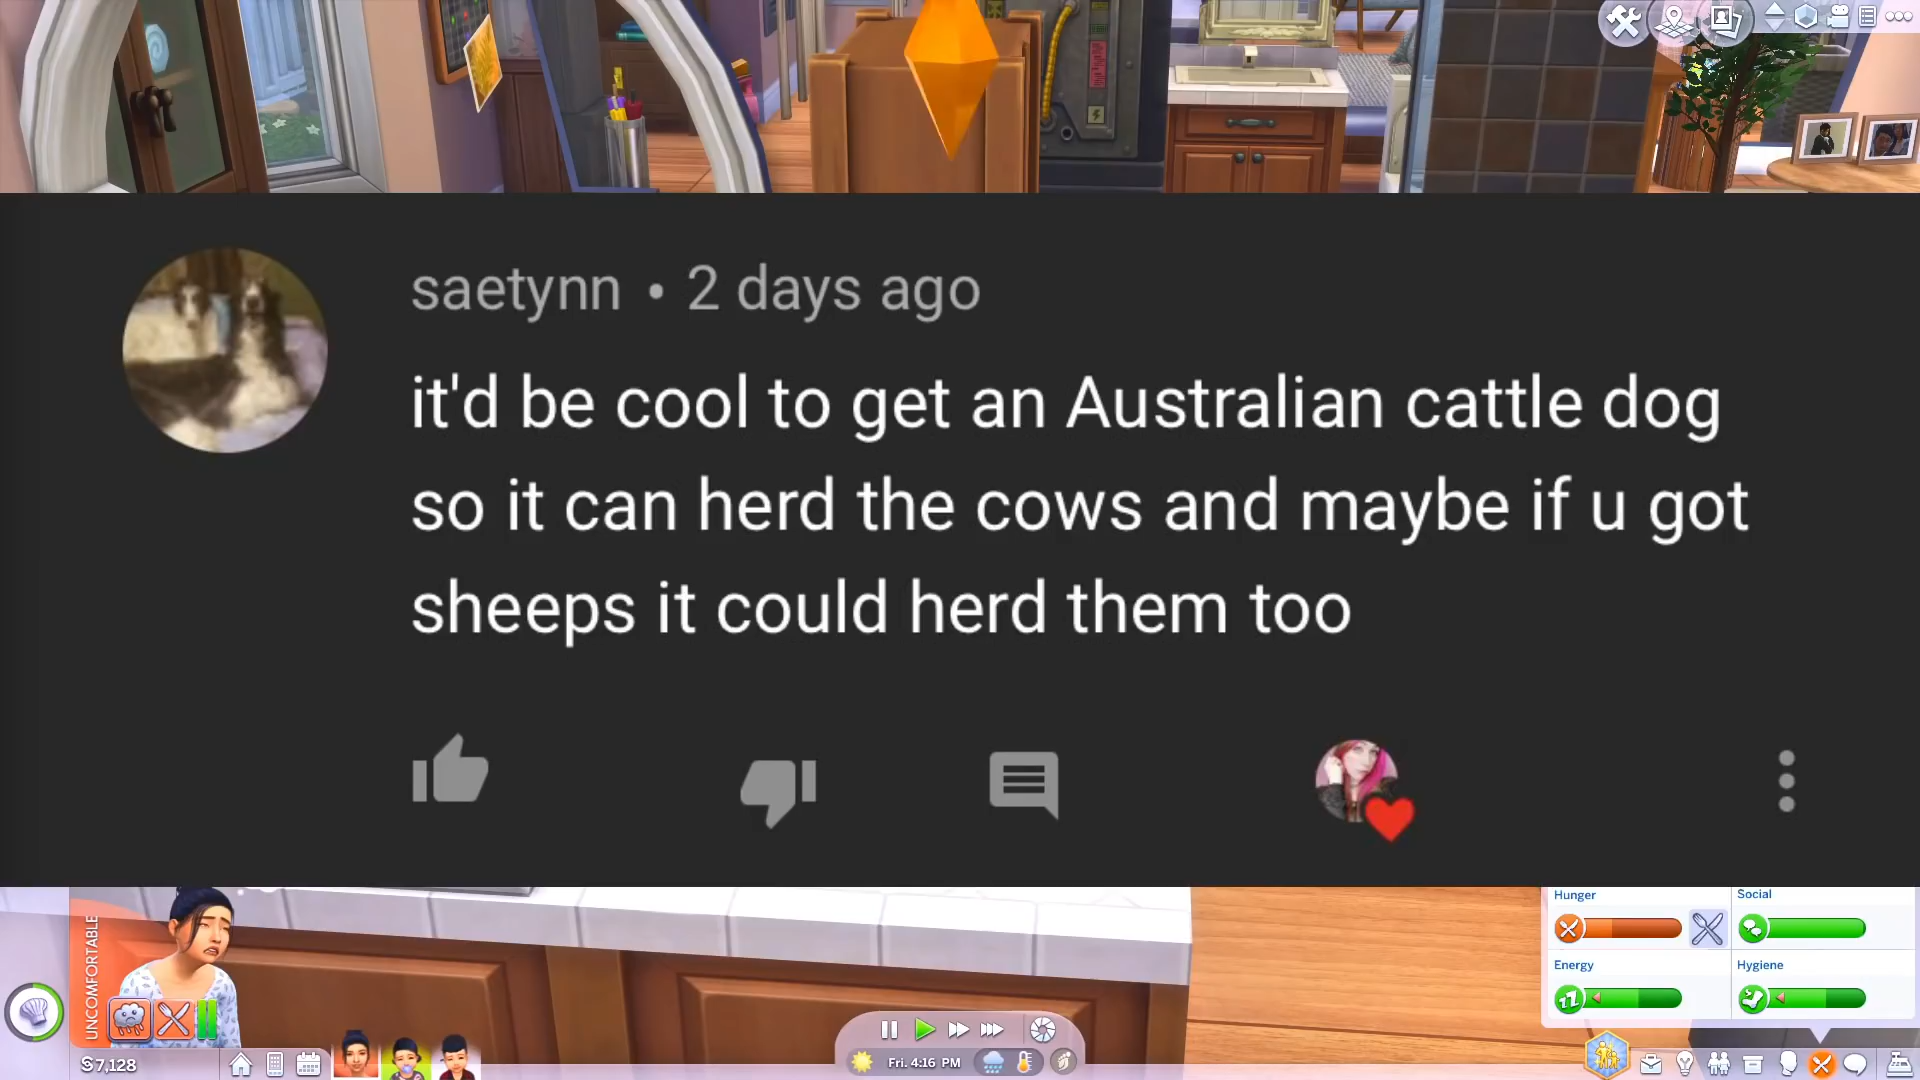 saetynn • 2 days ago
it'd be cool to get an Australian cattle dog
so it can herd the cows and maybe if u got
sheeps it could herd them too
Hunger
Social
UNCOMFORTABLE
Energy
Hygiene
§7,128
Fri. 4:16 PM